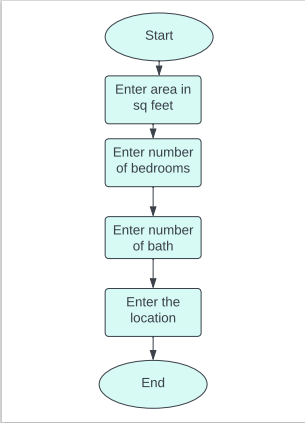 Start
Enter area in
sq feet
Enter number
of bedrooms
Enter number
of bath
Enter the
location
End